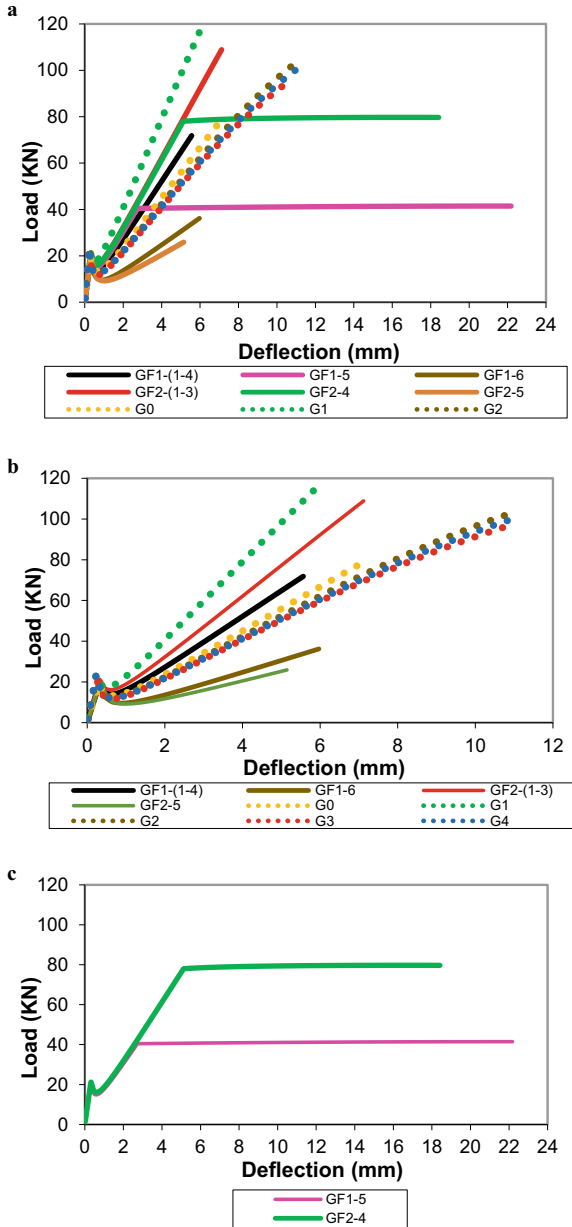 a
120
100
80
60
40
20
0
Load (KN)
0 2 4 6 8 10 12 14 16 18 20 22 24
Deflection (mm)
GF1-(1-4) GF1-5 GF1-6
GF2-(1-3) GF2-4 GF2-5
G0 G1 G2
b
120
100
80
60
40
20
0
Load (KN)
0 2 4 6 8 10 12
Deflection (mm)
GF1-(1-4) GF1-6 GF2-(1-3)
GF2-5 G0 G1
G2 G3 G4
c
120
100
80
60
40
20
0
Load (KN)
0 2 4 6 8 10 12 14 16 18 20 22 24
Deflection (mm)
GF1-5
GF2-4